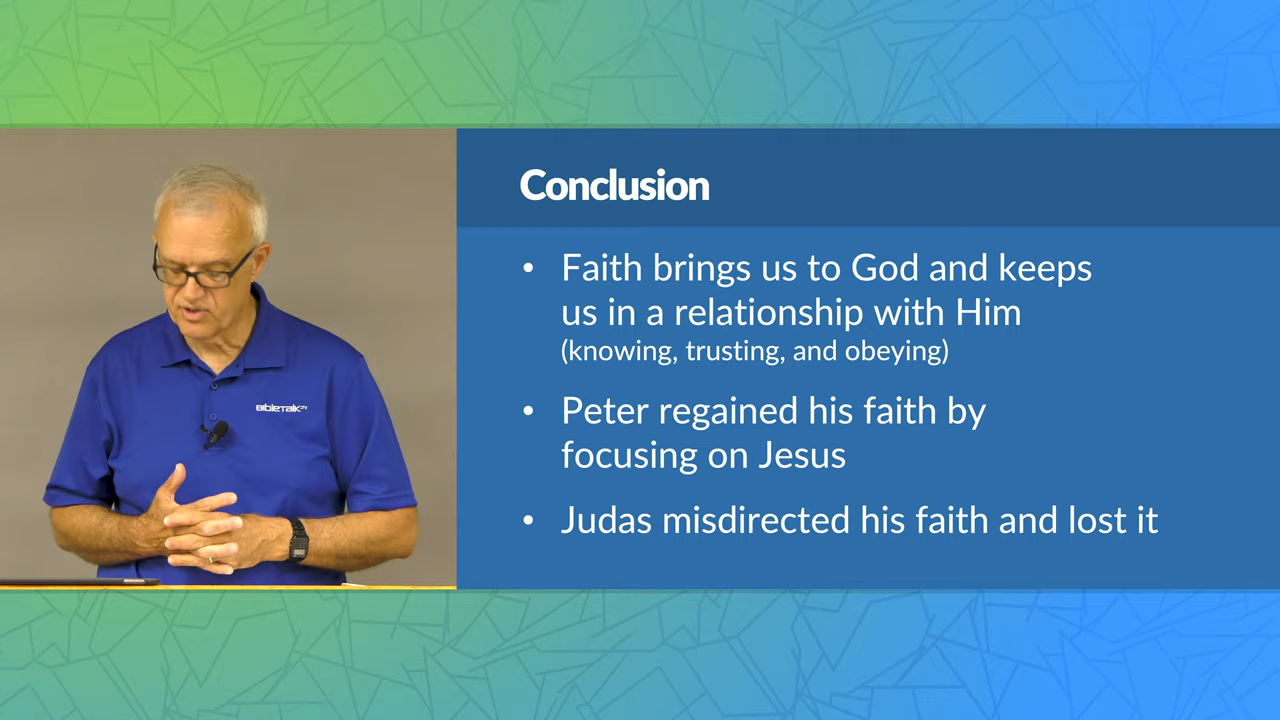 BibleTalk.TV
Conclusion
• Faith brings us to God and keeps
us in a relationship with Him
(knowing, trusting, and obeying)
• Peter regained his faith by
focusing on Jesus
• Judas misdirected his faith and lost it